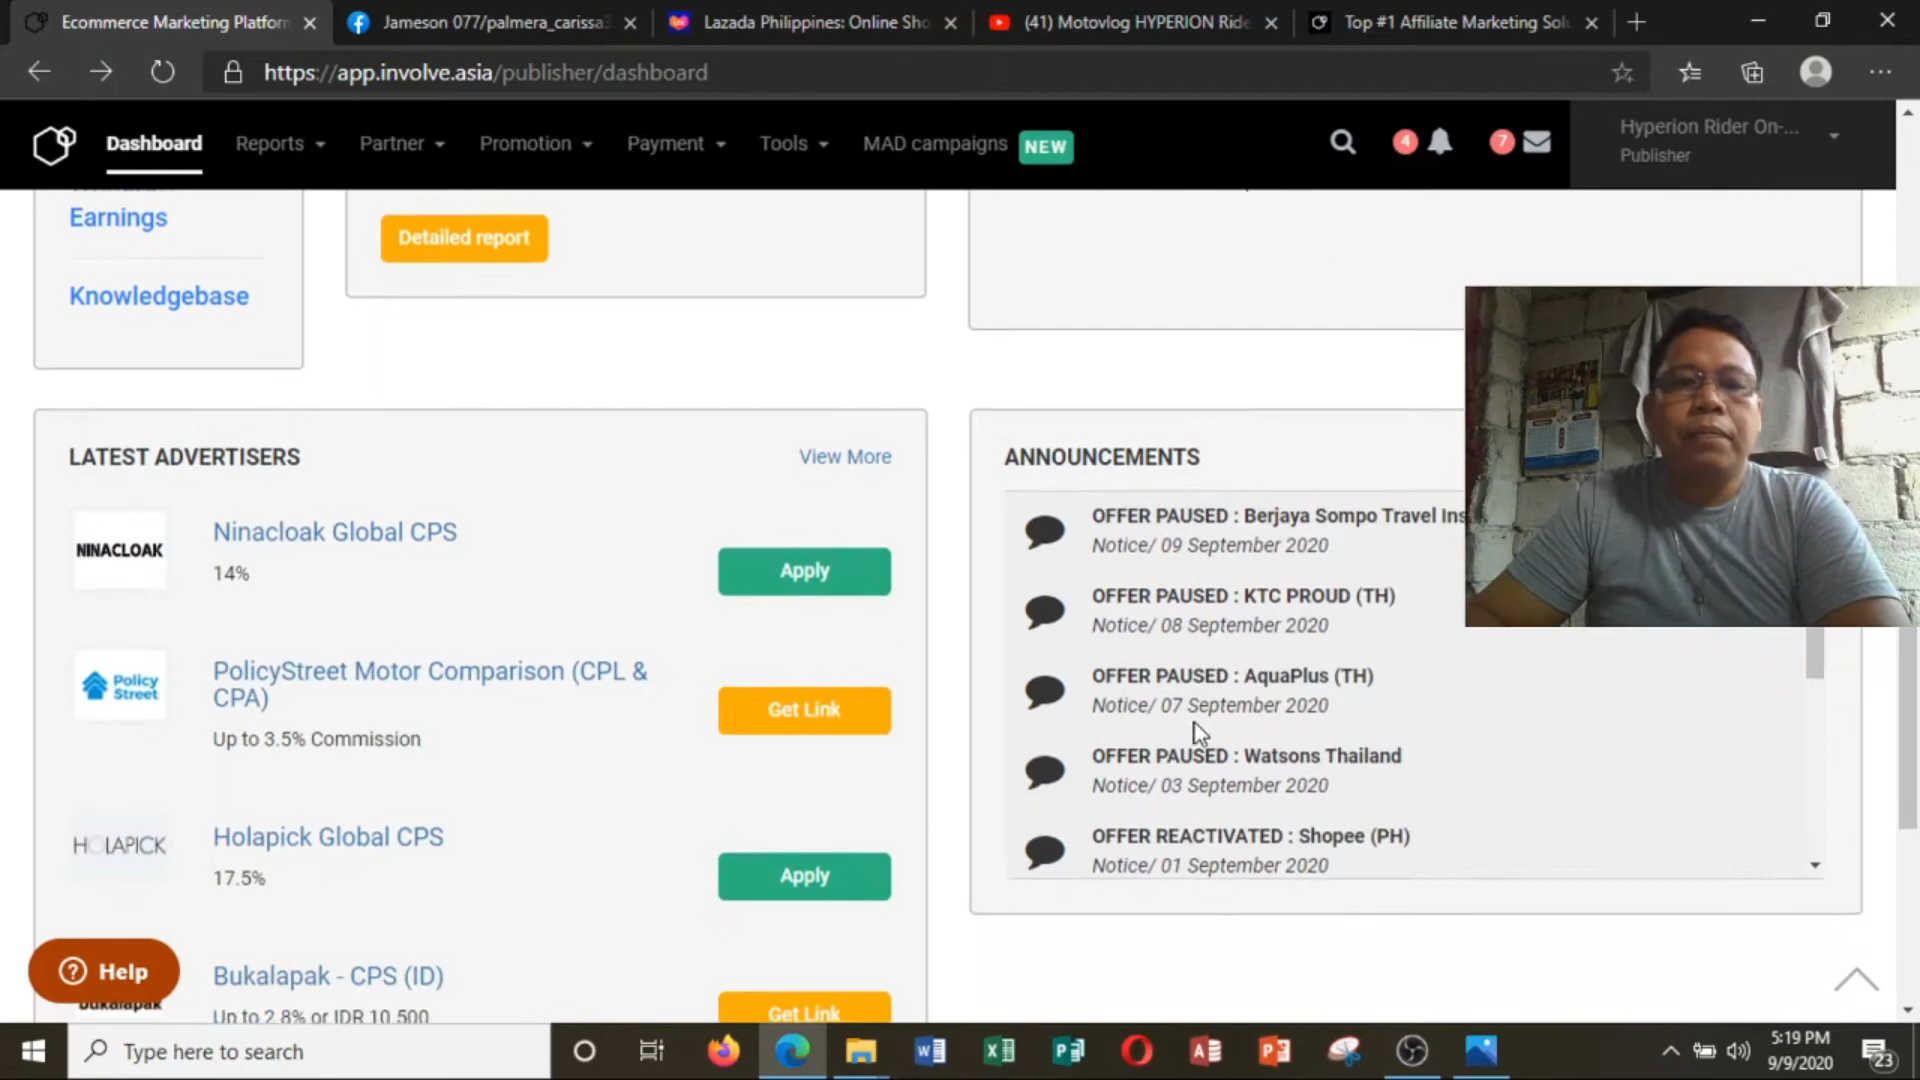 Ecommerce Marketing Platform
Jameson 077/palmera_carissa3
Lazada Philippines: Online Sho
(41) Motovlog HYPERION Ride
Top #1 Affiliate Marketing Sol
https://app.involve.asia/publisher/dashboard
Dashboard
Reports
Partner
Promotion
Payment
Tools
MAD campaigns NEW
4
7
Hyperion Rider On-...
Publisher
Earnings
Knowledgebase
Detailed report
LATEST ADVERTISERS
View More
NINACLOAK
Ninacloak Global CPS
14%
Apply
Policy
Street
PolicyStreet Motor Comparison (CPL &
CPA)
Up to 3.5% Commission
Get Link
HOLAPICK
Holapick Global CPS
17.5%
Apply
Bukalapak - CPS (ID)
Up to 2.8% or IDR 10,500
Get Link
Help
ANNOUNCEMENTS
OFFER PAUSED : Berjaya Sompo Travel Ins
Notice/ 09 September 2020
OFFER PAUSED : KTC PROUD (TH)
Notice/ 08 September 2020
OFFER PAUSED : AquaPlus (TH)
Notice/ 07 September 2020
OFFER PAUSED : Watsons Thailand
Notice/ 03 September 2020
OFFER REACTIVATED : Shopee (PH)
Notice/ 01 September 2020
Type here to search
5:19 PM
9/9/2020
23